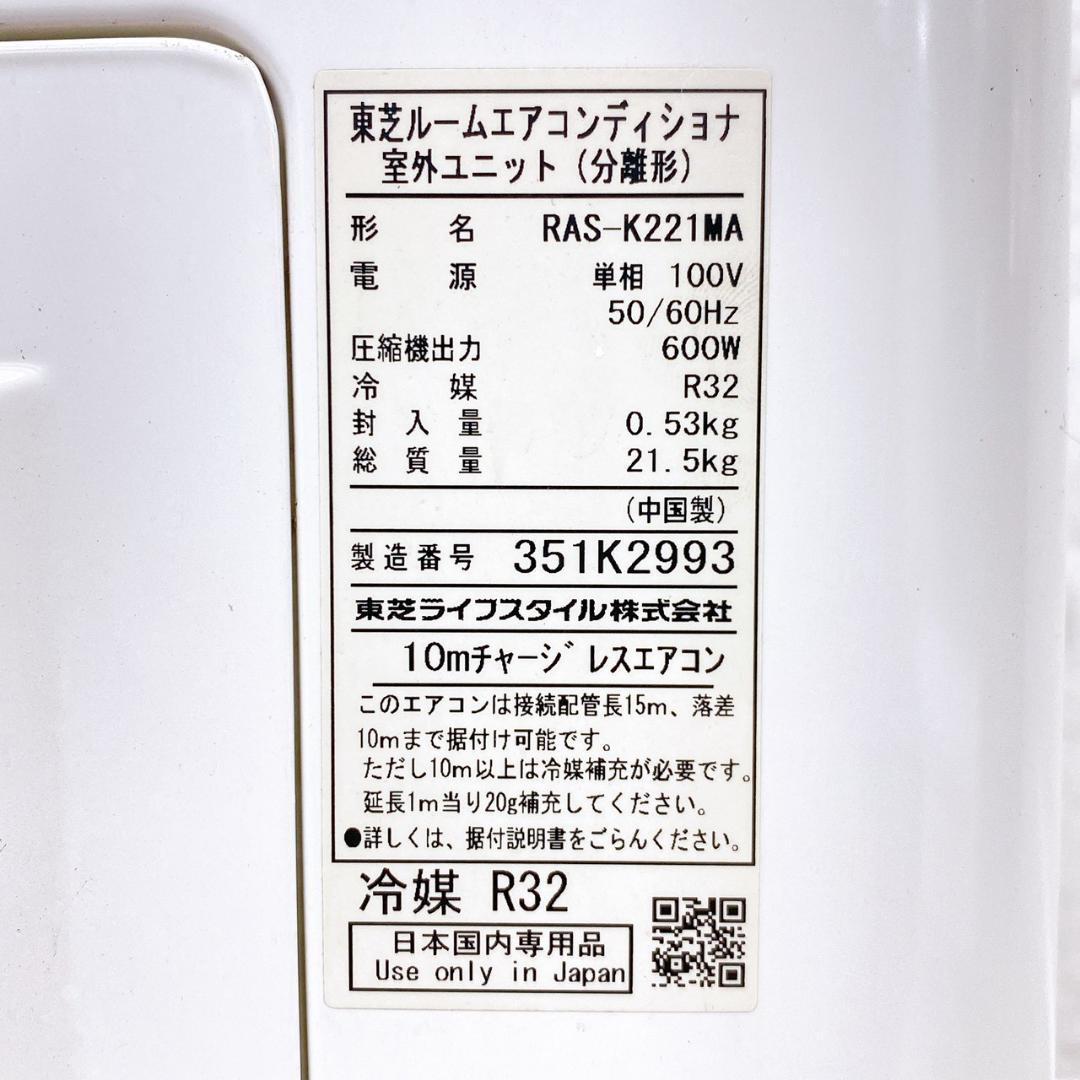 東芝ルームエアコンディショナ
室外ユニット（分離形）
形名 RAS-K221MA
電源 単相 100V
50/60Hz
圧縮機出力 600W
冷媒 R32
封入量 0.53kg
総質量 21.5kg
（中国製）
製造番号 351K2993
東芝ライフスタイル株式会社
10mチャージレスエアコン
このエアコンは接続配管長15m、落差
10mまで据付け可能です。
ただし10m以上は冷媒補充が必要です。
延長1m当り20g補充してください。
●詳しくは、据付説明書をごらんください。
冷媒 R32
日本国内専用品
Use only in Japan